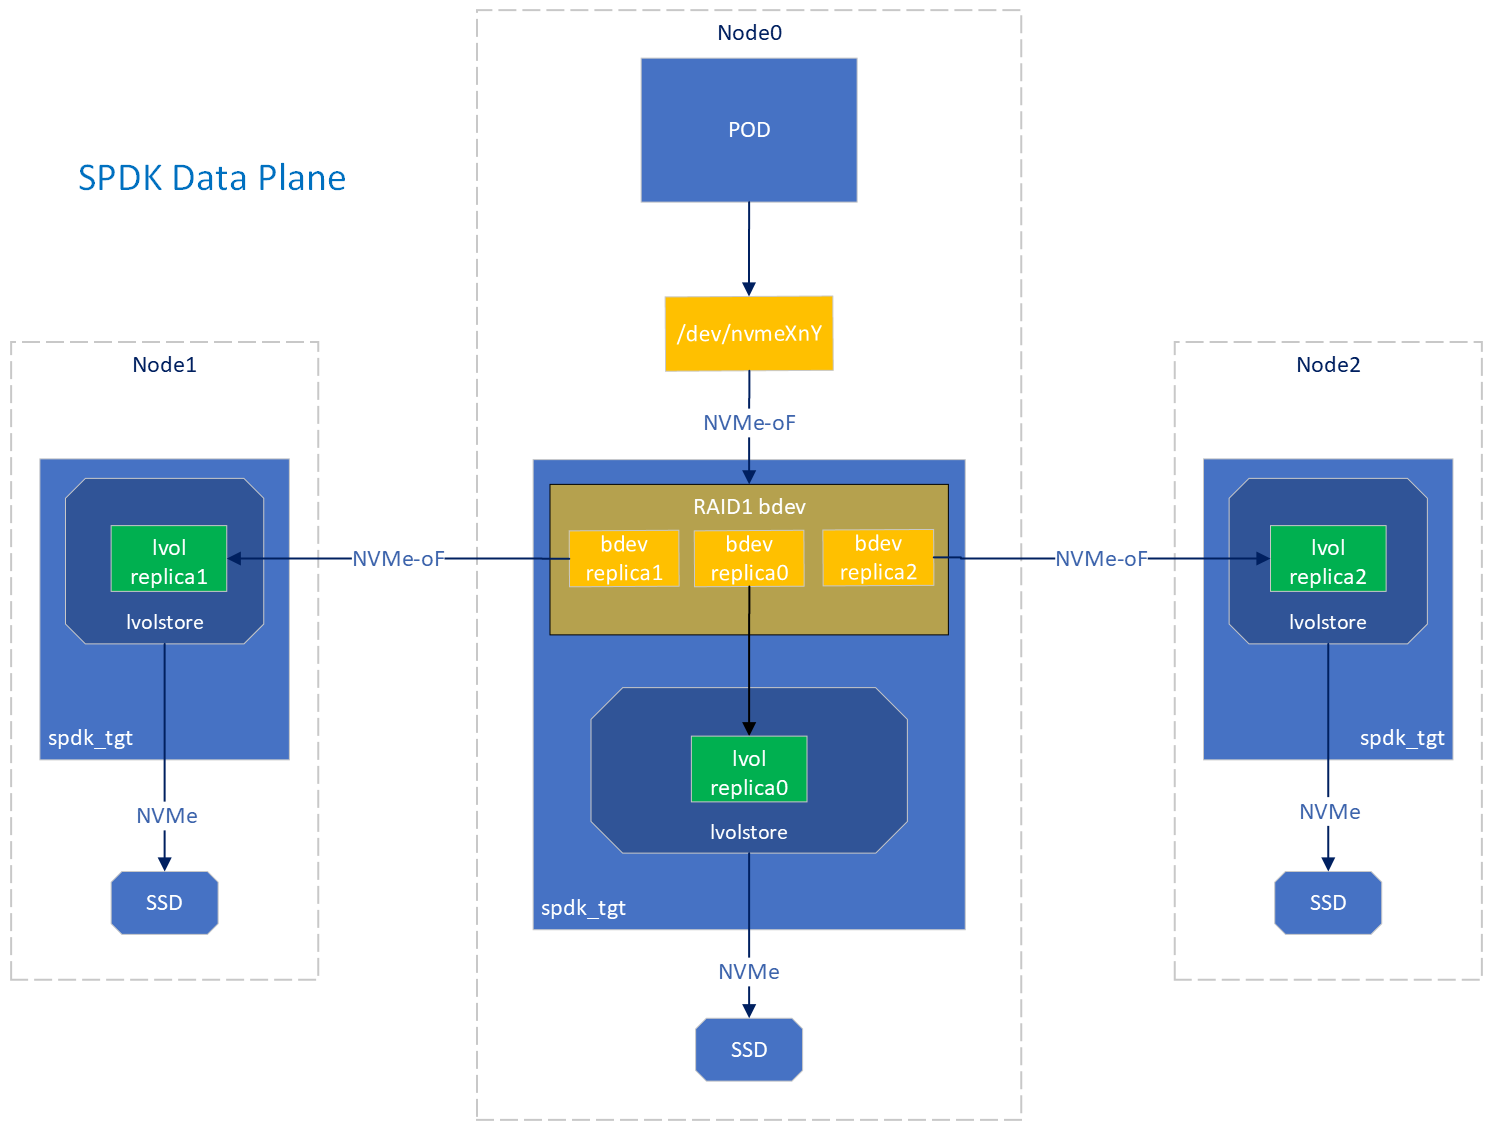 SPDK Data Plane
Node0
POD
/dev/nvmeXnY
NVMe-oF
RAID1 bdev
bdev
replica1
bdev
replica0
bdev
replica2
lvol
replica0
lvolstore
spdk_tgt
NVMe
SSD
Node1
NVMe-oF
lvol
replica1
lvolstore
spdk_tgt
NVMe
SSD
Node2
NVMe-oF
lvol
replica2
lvolstore
spdk_tgt
NVMe
SSD